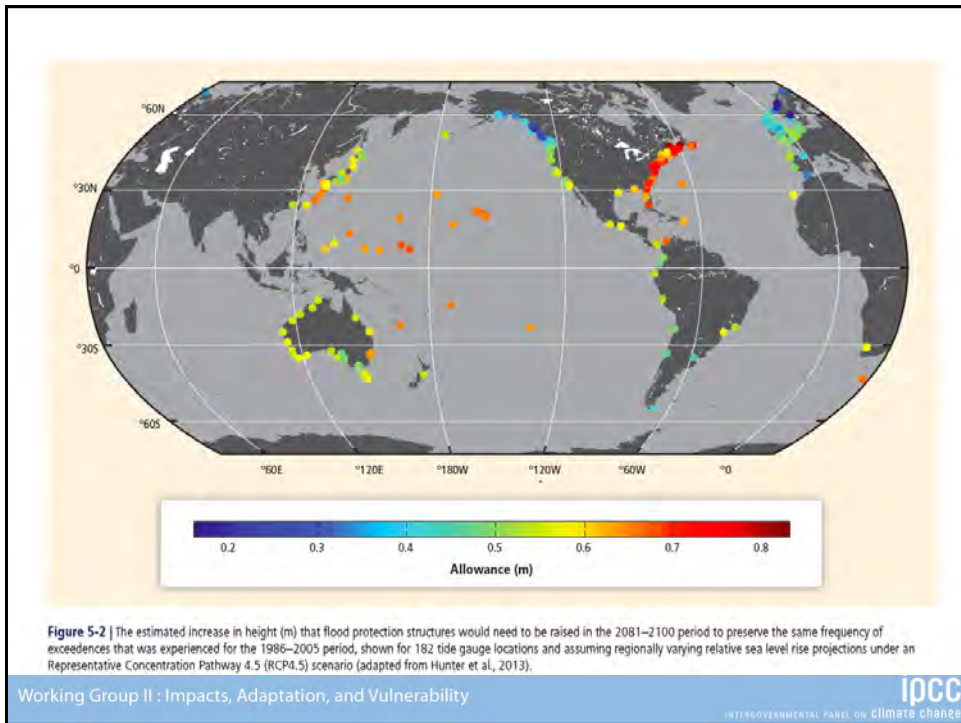 °60N
°30N
°0
°30S
°60S
°60E °120E °180W °120W °60W °0
0.2 0.3 0.4 0.5 0.6 0.7 0.8
Allowance (m)
Figure 5-2 | The estimated increase in height (m) that flood protection structures would need to be raised in the 2081–2100 period to preserve the same frequency of
exceedences that was experienced for the 1986–2005 period, shown for 182 tide gauge locations and assuming regionally varying relative sea level rise projections under an
Representative Concentration Pathway 4.5 (RCP4.5) scenario (adapted from Hunter et al., 2013).
Working Group II : Impacts, Adaptation, and Vulnerability
ipcc
INTERGOVERNMENTAL PANEL ON climate change